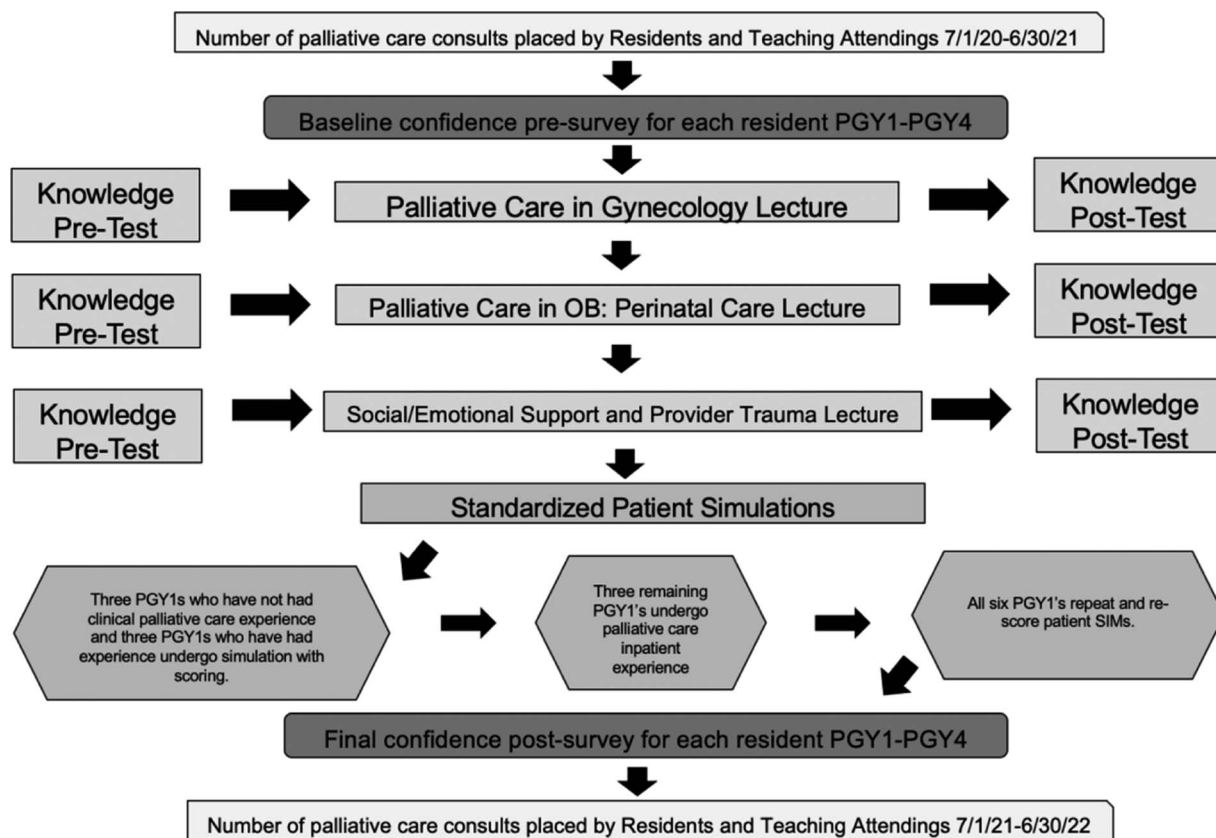 Number of palliative care consults placed by Residents and Teaching Attendings 7/1/20-6/30/21
Baseline confidence pre-survey for each resident PGY1-PGY4
Knowledge
Pre-Test
Palliative Care in Gynecology Lecture
Knowledge
Post-Test
Knowledge
Pre-Test
Palliative Care in OB: Perinatal Care Lecture
Knowledge
Post-Test
Knowledge
Pre-Test
Social/Emotional Support and Provider Trauma Lecture
Knowledge
Post-Test
Standardized Patient Simulations
Three PGY1s who have not had
clinical palliative care experience
and three PGY1s who have had
experience undergo simulation with
scoring.
Three remaining
PGY1's undergo
palliative care
inpatient
experience
All six PGY1's repeat and re-
score patient SIMs.
Final confidence post-survey for each resident PGY1-PGY4
Number of palliative care consults placed by Residents and Teaching Attendings 7/1/21-6/30/22